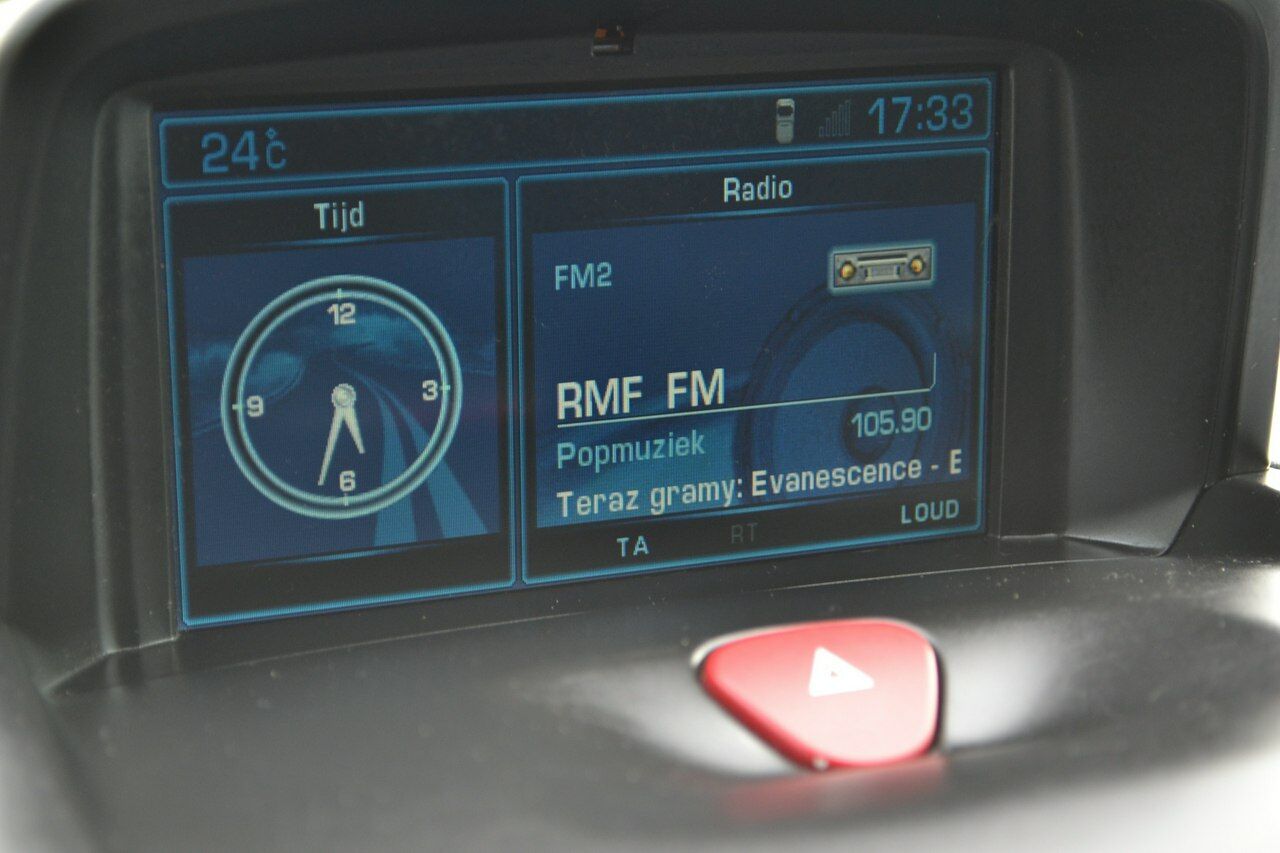 24°C 17:33
Tijd
12
9 3
6
Radio
FM2
RMF FM
105.90
Popmuziek
Teraz gramy: Evanescence - E
TA RT LOUD